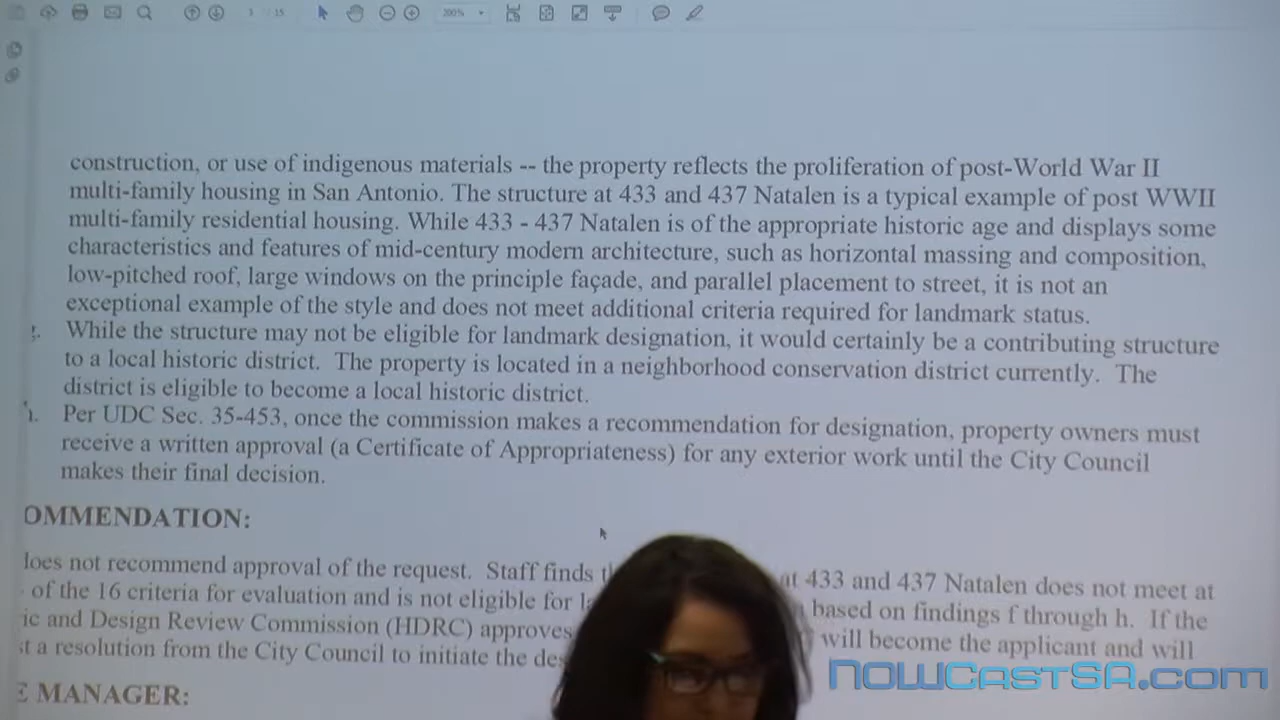 3 / 15
200%
construction, or use of indigenous materials -- the property reflects the proliferation of post-World War II
multi-family housing in San Antonio. The structure at 433 and 437 Natalen is a typical example of post WWII
multi-family residential housing. While 433 - 437 Natalen is of the appropriate historic age and displays some
characteristics and features of mid-century modern architecture, such as horizontal massing and composition,
low-pitched roof, large windows on the principle façade, and parallel placement to street, it is not an
exceptional example of the style and does not meet additional criteria required for landmark status.
While the structure may not be eligible for landmark designation, it would certainly be a contributing structure
to a local historic district. The property is located in a neighborhood conservation district currently. The
district is eligible to become a local historic district.
Per UDC Sec. 35-453, once the commission makes a recommendation for designation, property owners must
receive a written approval (a Certificate of Appropriateness) for any exterior work until the City Council
makes their final decision.
OMMENDATION:
does not recommend approval of the request. Staff finds at 433 and 437 Natalen does not meet at
of the 16 criteria for evaluation and is not eligible for based on findings f through h. If the
ic and Design Review Commission (HDRC) approves will become the applicant and will
st a resolution from the City Council to initiate the des
E MANAGER:
NOWCastSA.com